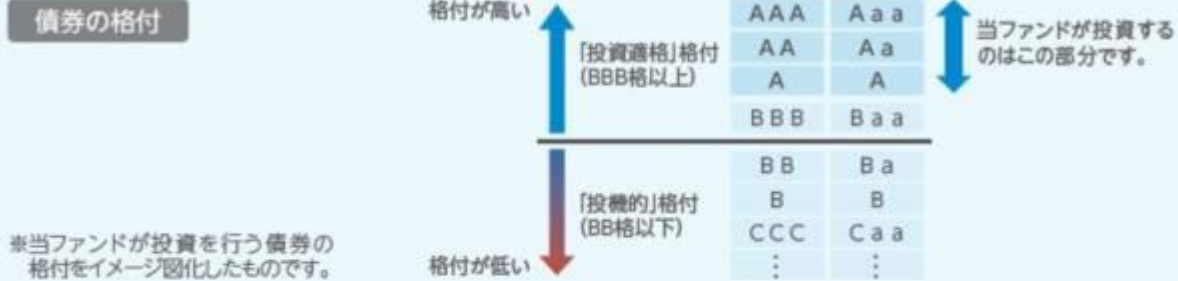 債券の格付
格付が高い
「投資適格」格付
(BBB格以上)
AAA Aaa
AA Aa
A A
BBB Baa
当ファンドが投資する
のはこの部分です。
「投機的」格付
(BB格以下)
BB Ba
B B
CCC Caa
⋮ ⋮
格付が低い
※当ファンドが投資を行う債券の
格付をイメージ図化したものです。